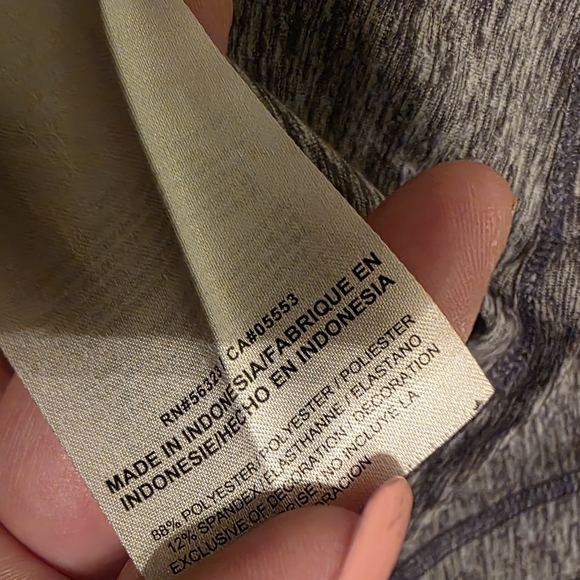 RN#56323 CA#05553
MADE IN INDONESIA/FABRIQUE EN
INDONESIE/HECHO EN INDONESIA
88% POLYESTER/POLYESTER / POLIESTER
12% SPANDEX/ELASTHANNE / ELASTANO
EXCLUSIVE OF DECORATION / DECORATION
NO INCLUYE LA